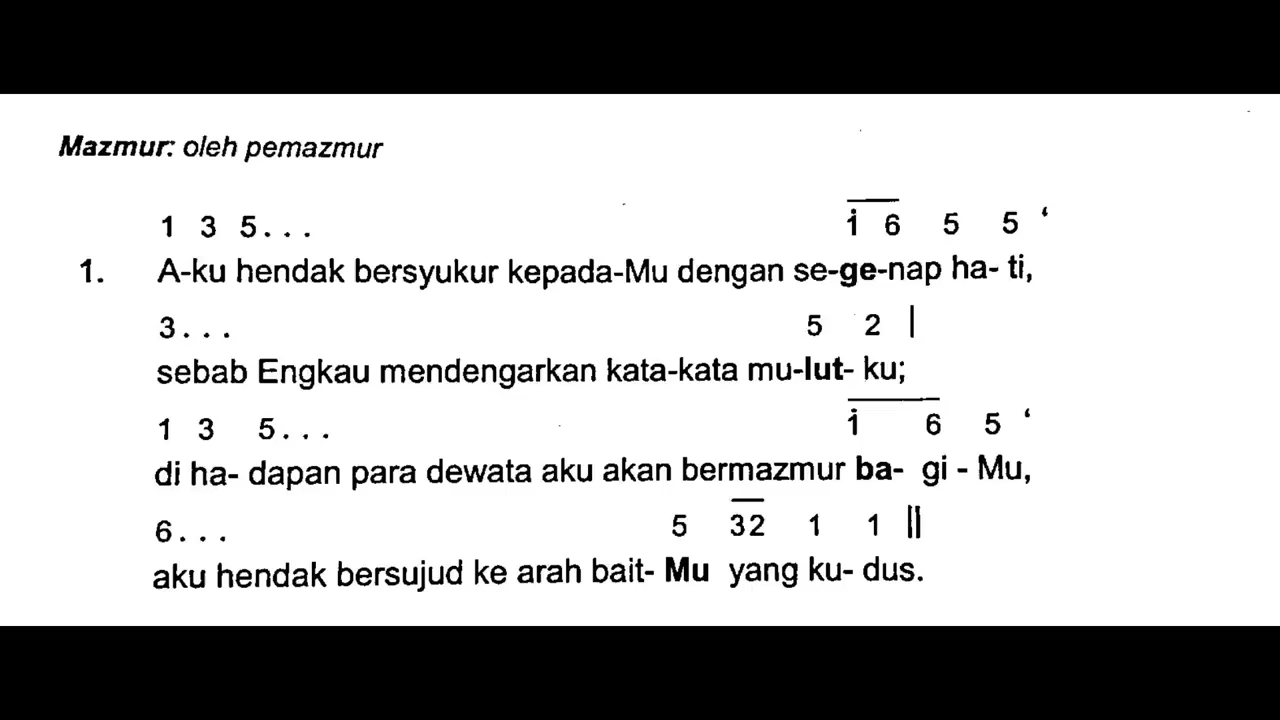 Mazmur: oleh pemazmur
1 3 5... i̇ 6 5 5 ‘
1. A-ku hendak bersyukur kepada-Mu dengan se-ge-nap ha- ti,
3... 5 2 |
sebab Engkau mendengarkan kata-kata mu-lut- ku;
1 3 5... i̇ 6 5 ‘
di ha- dapan para dewata aku akan bermazmur ba- gi - Mu,
6... 5 32 1 1 ||
aku hendak bersujud ke arah bait- Mu yang ku- dus.